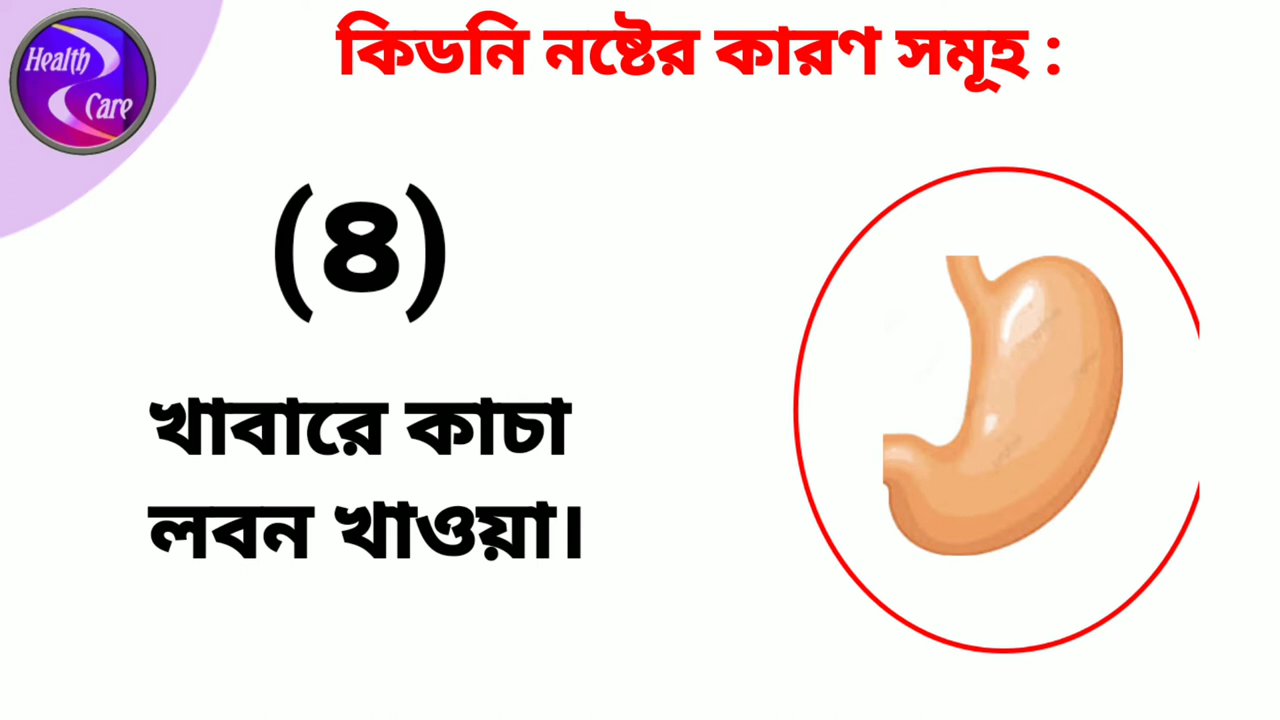 Health
Care
কিডনি নষ্টের কারণ সমূহ :
(৪)
খাবারে কাচা
লবন খাওয়া।